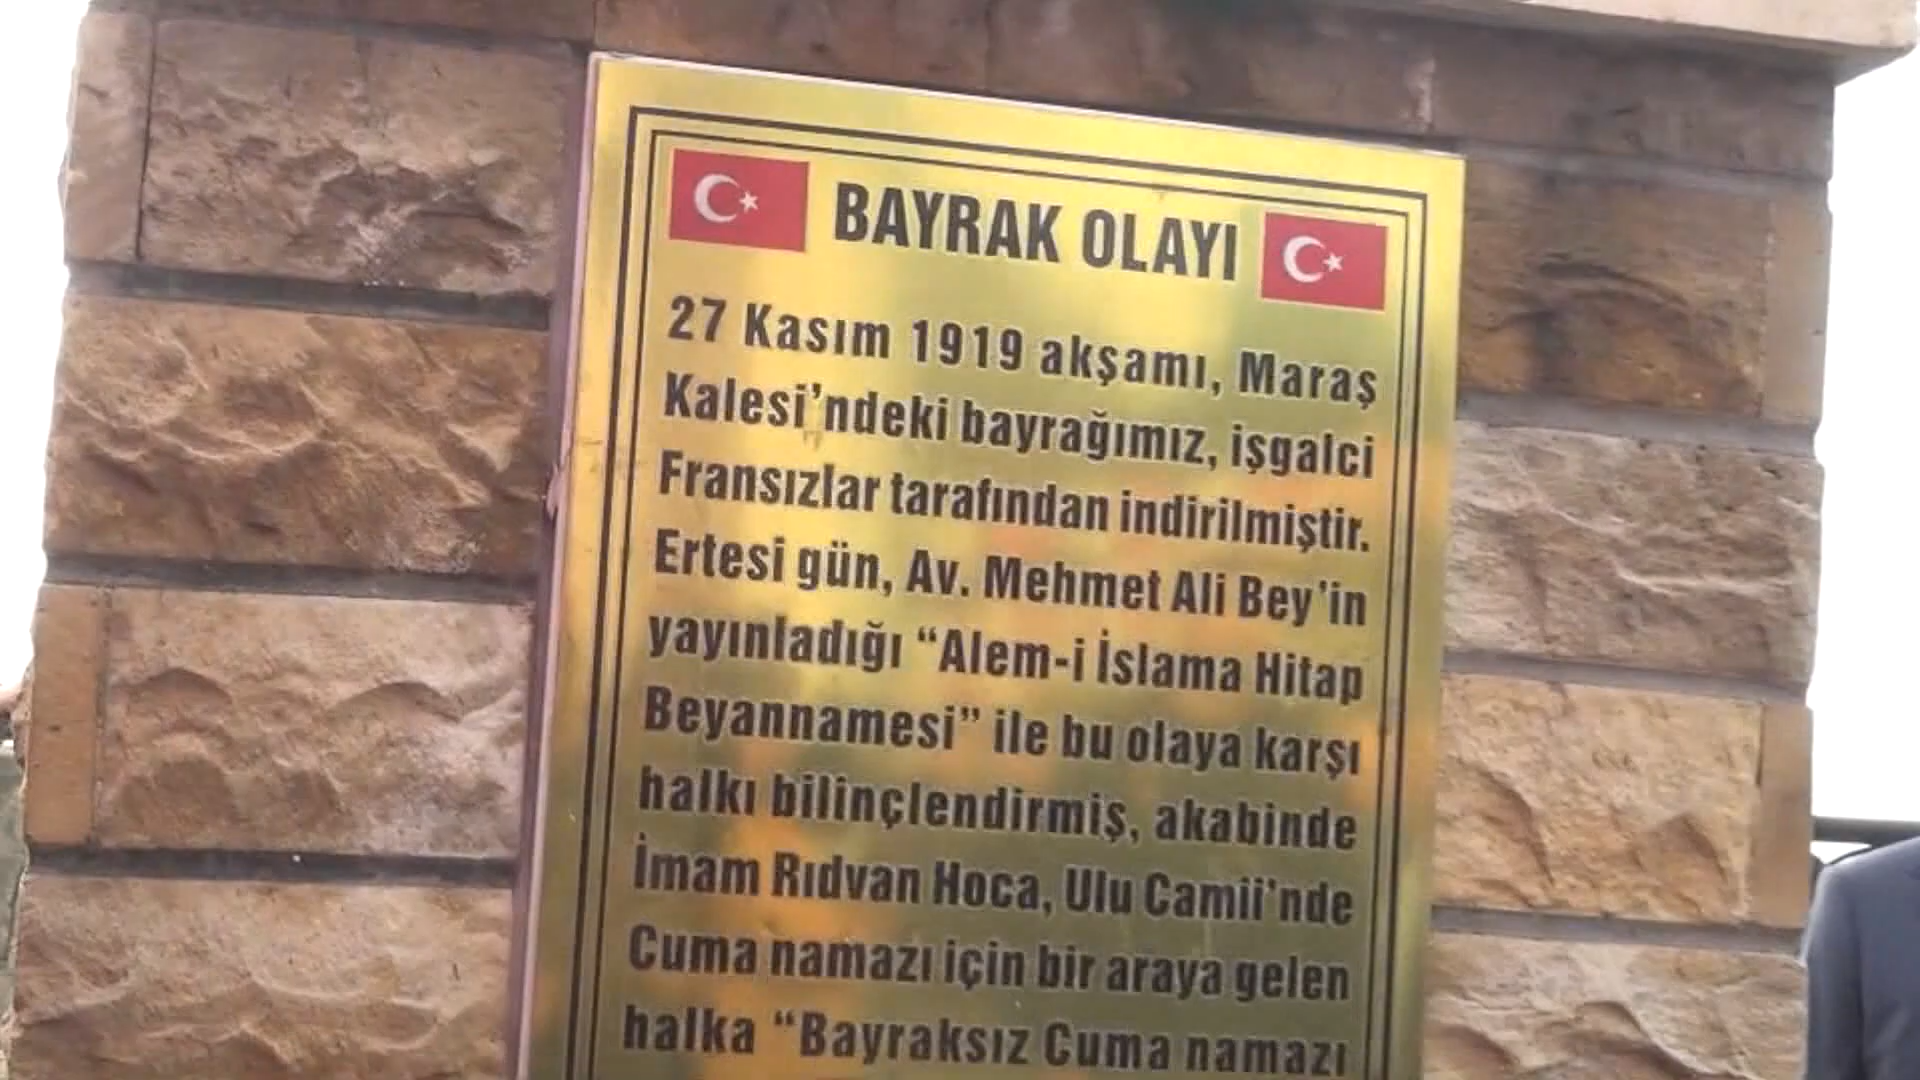 BAYRAK OLAYI
27 Kasım 1919 akşamı, Maraş
Kalesi’ndeki bayrağımız, işgalci
Fransızlar tarafından indirilmiştir.
Ertesi gün, Av. Mehmet Ali Bey’in
yayınladığı “Alem-i İslama Hitap
Beyannamesi” ile bu olaya karşı
halkı bilinçlendirmiş, akabinde
İmam Rıdvan Hoca, Ulu Camii’nde
Cuma namazı için bir araya gelen
halka “Bayraksız Cuma namazı